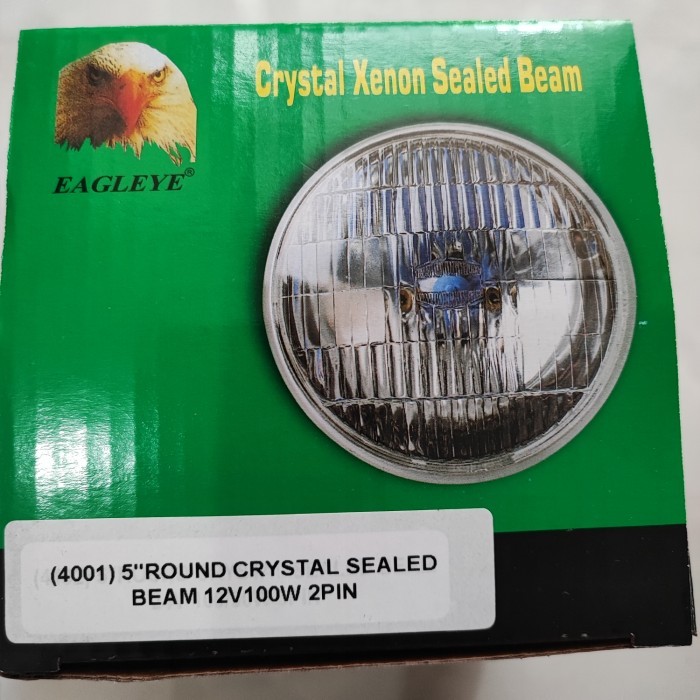 Crystal Xenon Sealed Beam
EAGLEYE®
(4001) 5"ROUND CRYSTAL SEALED
BEAM 12V100W 2PIN